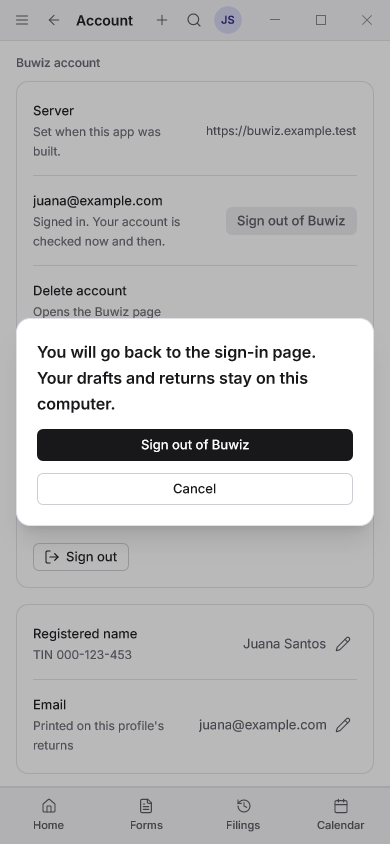 Account
JS
Buwiz account
Server
Set when this app was
built.
https://buwiz.example.test
juana@example.com
Signed in. Your account is
checked now and then.
Sign out of Buwiz
Delete account
Opens the Buwiz page
You will go back to the sign-in page.
Your drafts and returns stay on this
computer.
Sign out of Buwiz
Cancel
Sign out
Registered name
TIN 000-123-453
Juana Santos
Email
Printed on this profile's
returns
juana@example.com
Home
Forms
Filings
Calendar